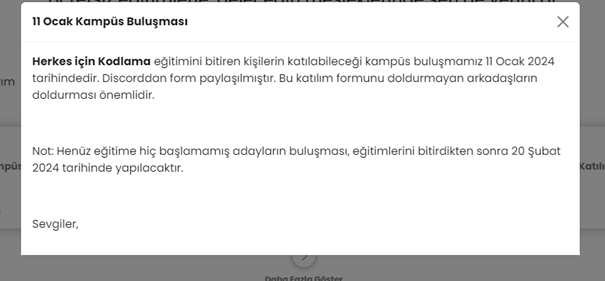 11 Ocak Kampüs Buluşması
Herkes için Kodlama eğitimini bitiren kişilerin katılabileceği kampüs buluşmamız 11 Ocak 2024
tarihindedir. Discorddan form paylaşılmıştır. Bu katılım formunu doldurmayan arkadaşların
doldurması önemlidir.
Not: Henüz eğitime hiç başlamamış adayların buluşması, eğitimlerini bitirdikten sonra 20 Şubat
2024 tarihinde yapılacaktır.
Sevgiler,
Daha Fazla Göster